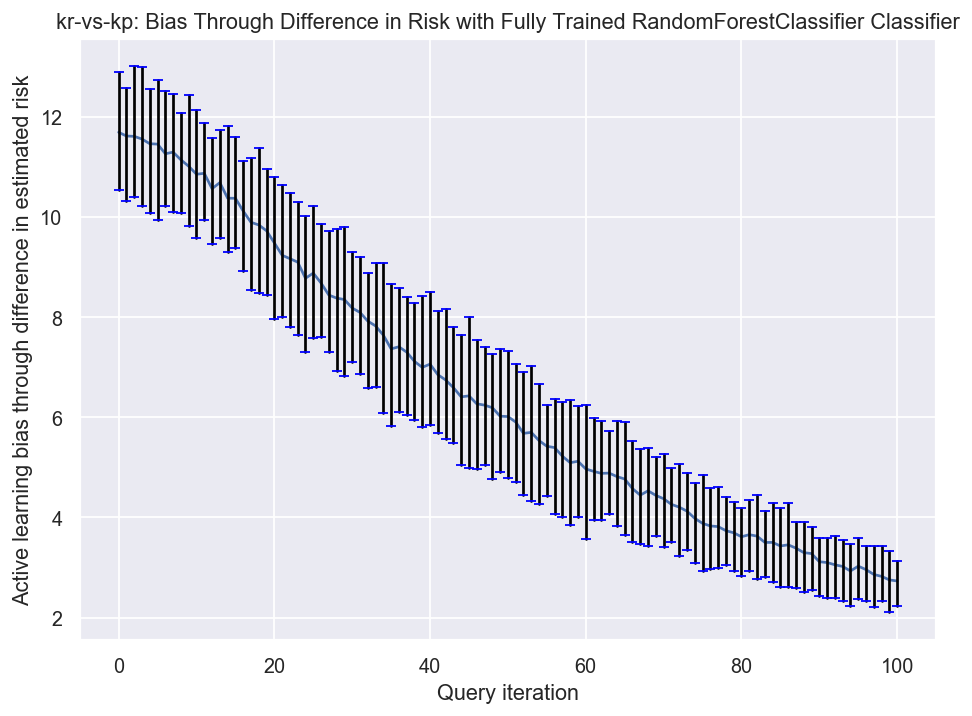 kr-vs-kp: Bias Through Difference in Risk with Fully Trained RandomForestClassifier Classifier
Active learning bias through difference in estimated risk
12
10
8
6
4
2
0 20 40 60 80 100
Query iteration